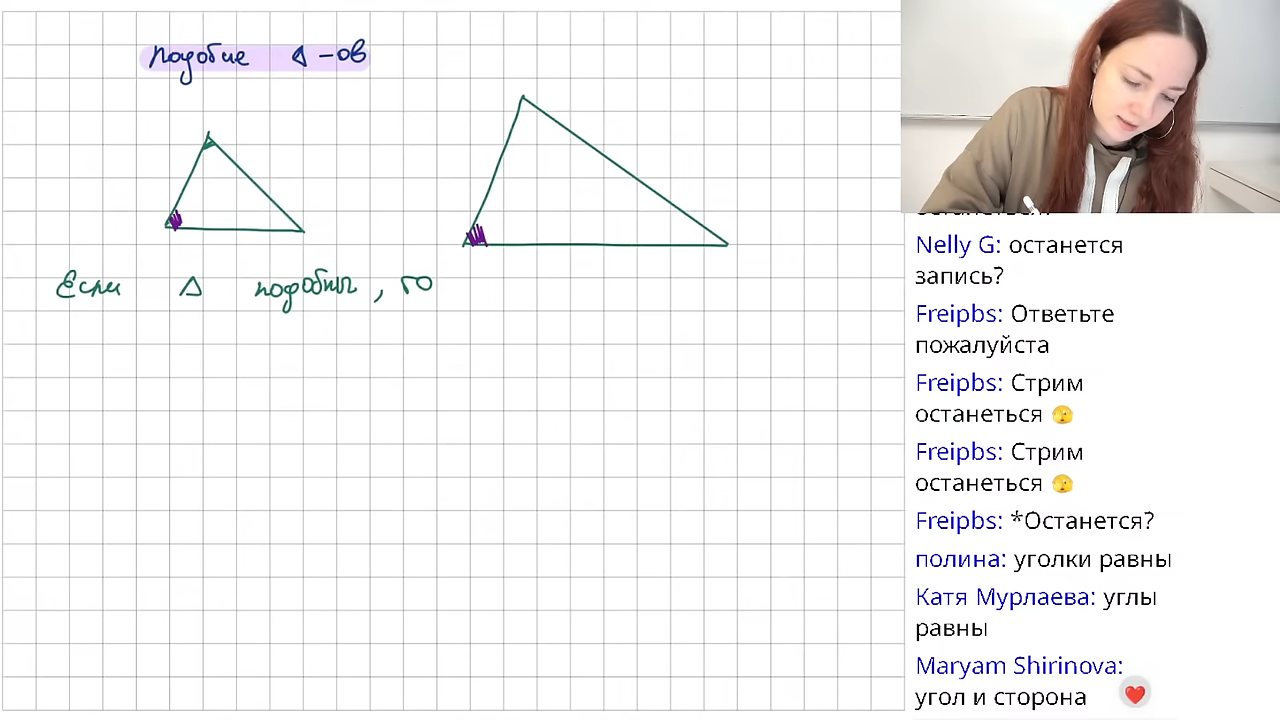 подобие Δ-ов
Если Δ подобны, то
Nelly G: останется
запись?
Freipbs: Ответьте
пожалуйста
Freipbs: Стрим
останеться 🫣
Freipbs: Стрим
останеться 🫣
Freipbs: *Останется?
полина: уголки равны
Катя Мурлаева: углы
равны
Maryam Shirinova:
угол и сторона ❤️